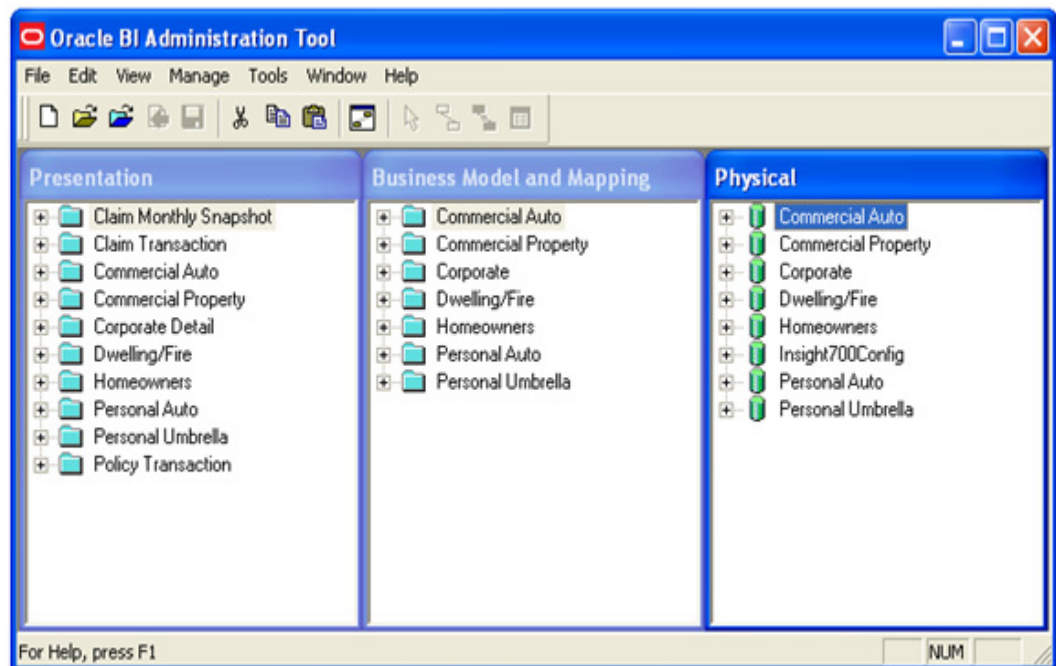 Oracle BI Administration Tool
File Edit View Manage Tools Window Help
Presentation
Claim Monthly Snapshot
Claim Transaction
Commercial Auto
Commercial Property
Corporate Detail
Dwelling/Fire
Homeowners
Personal Auto
Personal Umbrella
Policy Transaction
Business Model and Mapping
Commercial Auto
Commercial Property
Corporate
Dwelling/Fire
Homeowners
Personal Auto
Personal Umbrella
Physical
Commercial Auto
Commercial Property
Corporate
Dwelling/Fire
Homeowners
Insight700Config
Personal Auto
Personal Umbrella
For Help, press F1
NUM